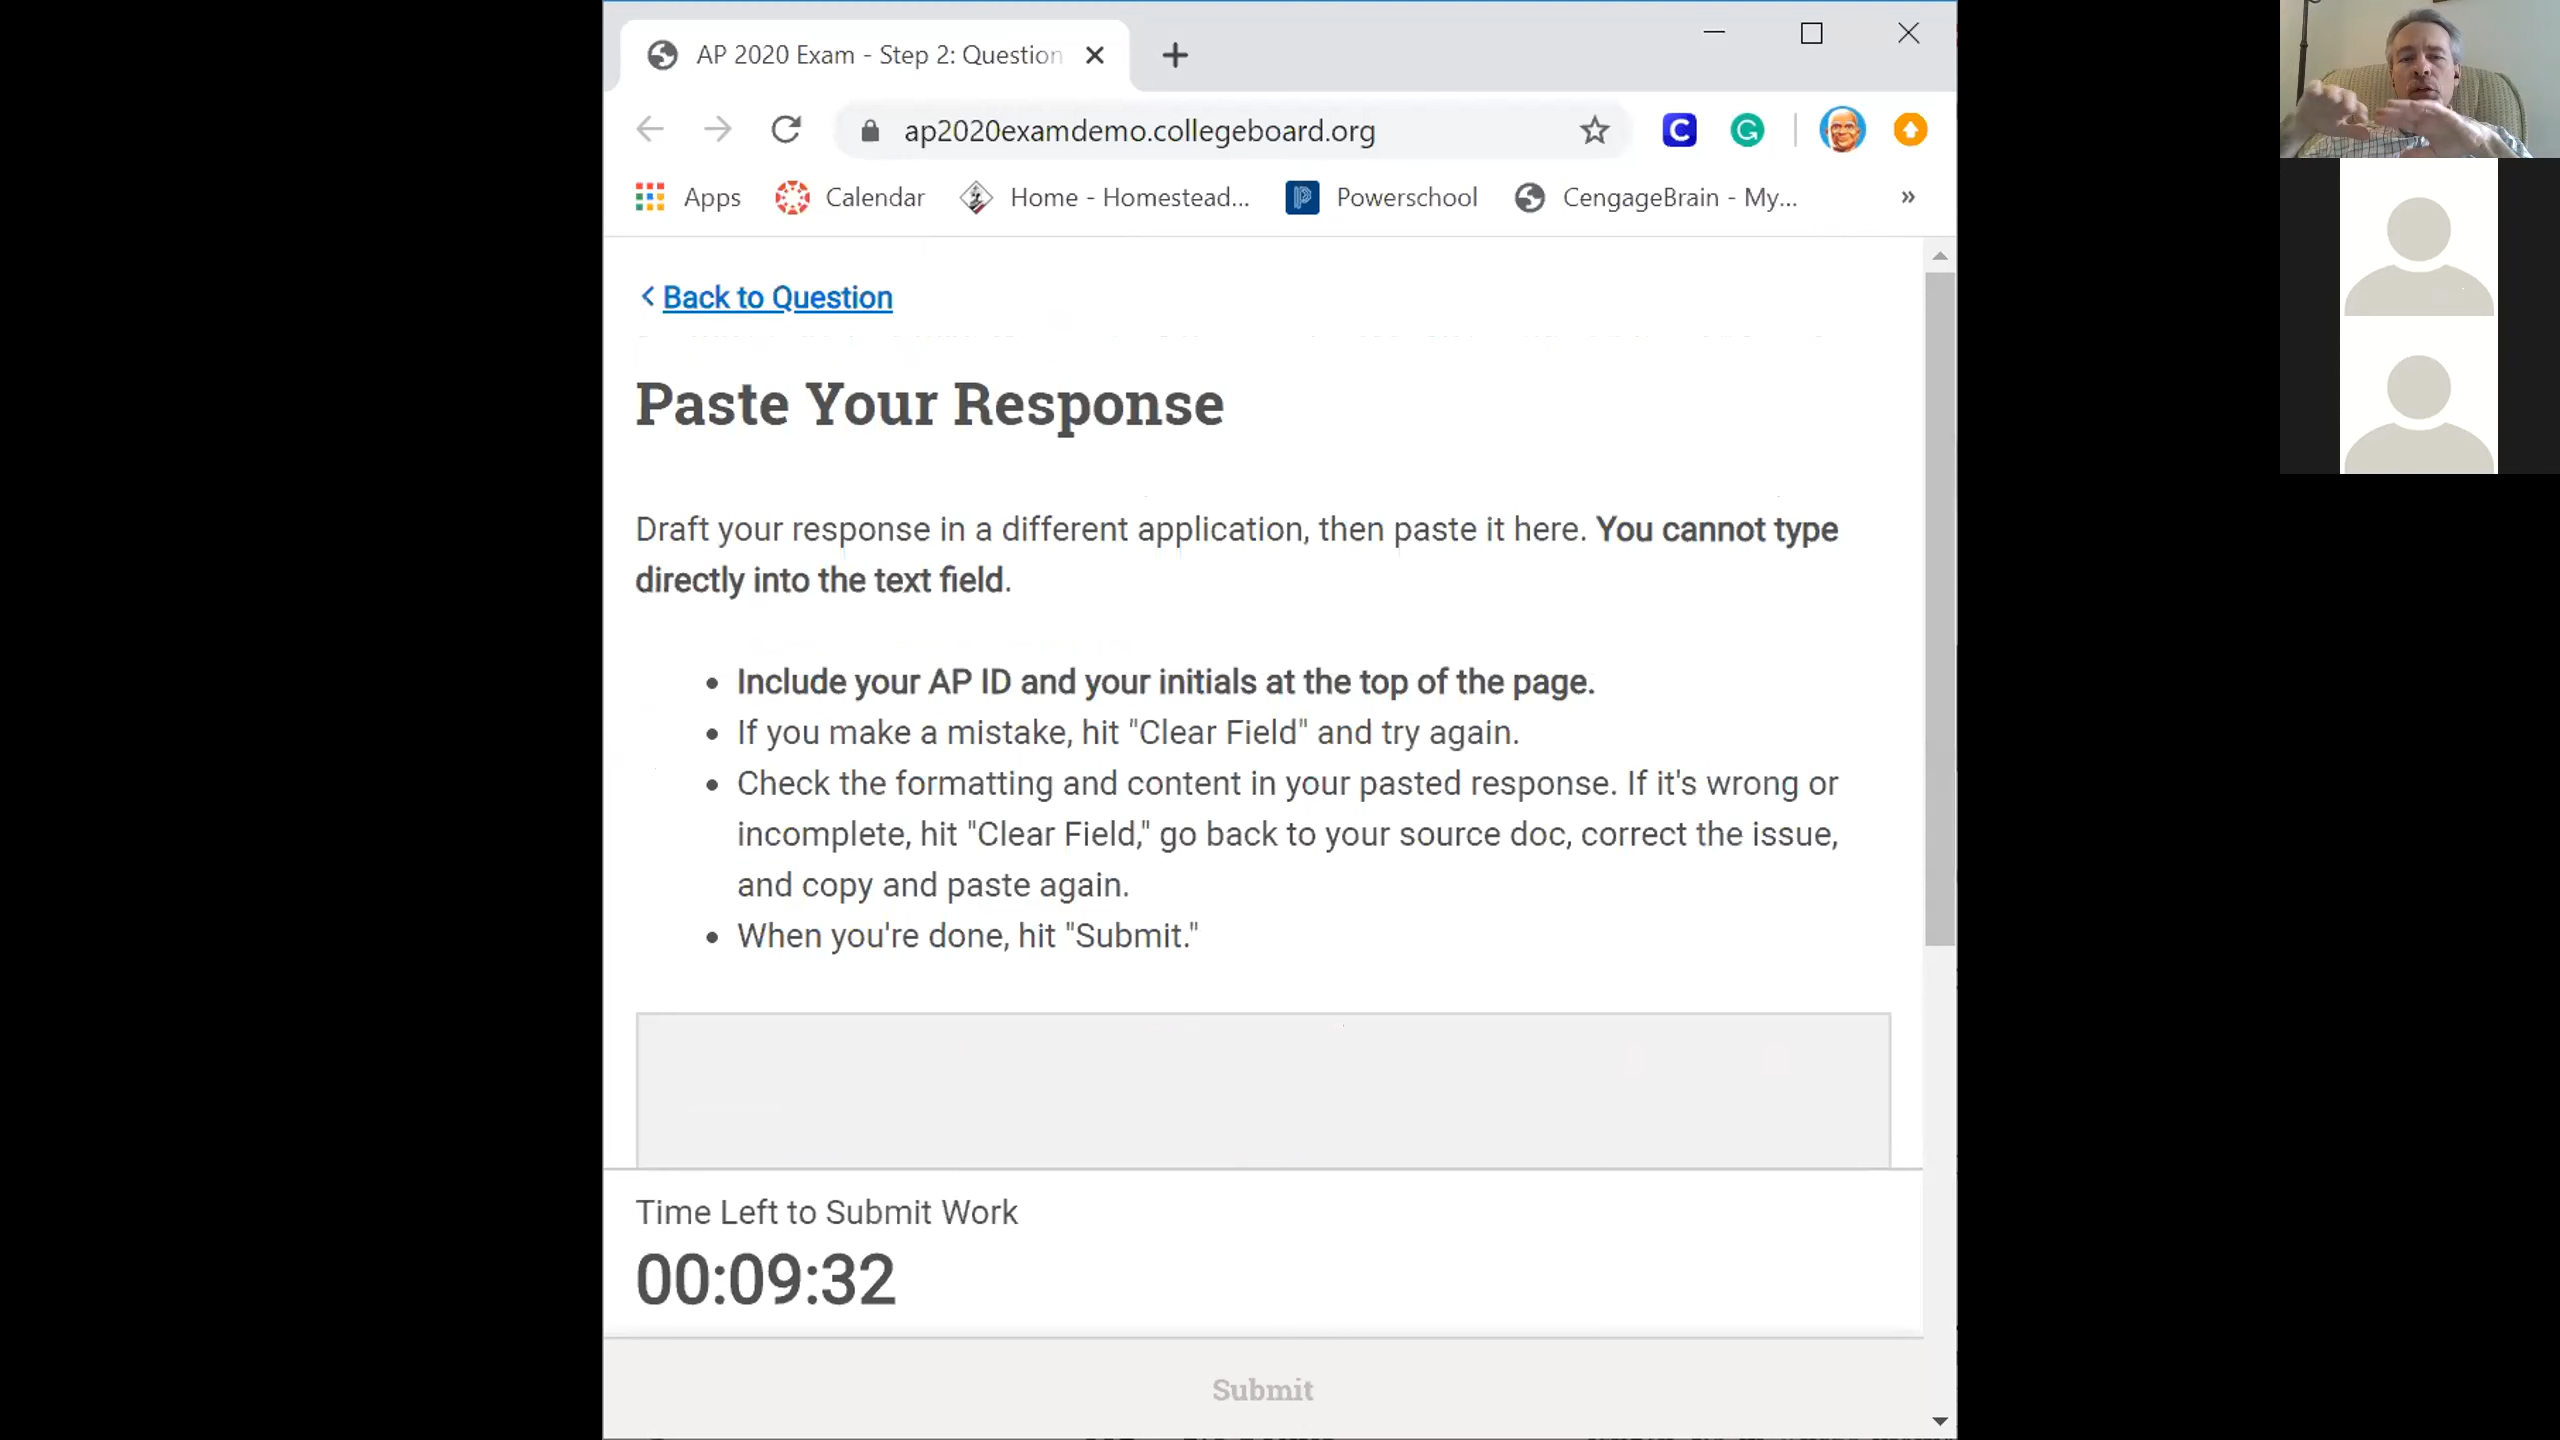 AP 2020 Exam - Step 2: Question
ap2020examdemo.collegeboard.org
Apps Calendar Home - Homestead... Powerschool CengageBrain - My... »
Back to Question
Paste Your Response
Draft your response in a different application, then paste it here. You cannot type
directly into the text field.
• Include your AP ID and your initials at the top of the page.
• If you make a mistake, hit "Clear Field" and try again.
• Check the formatting and content in your pasted response. If it's wrong or
incomplete, hit "Clear Field," go back to your source doc, correct the issue,
and copy and paste again.
• When you're done, hit "Submit."
Time Left to Submit Work
00:09:32
Submit